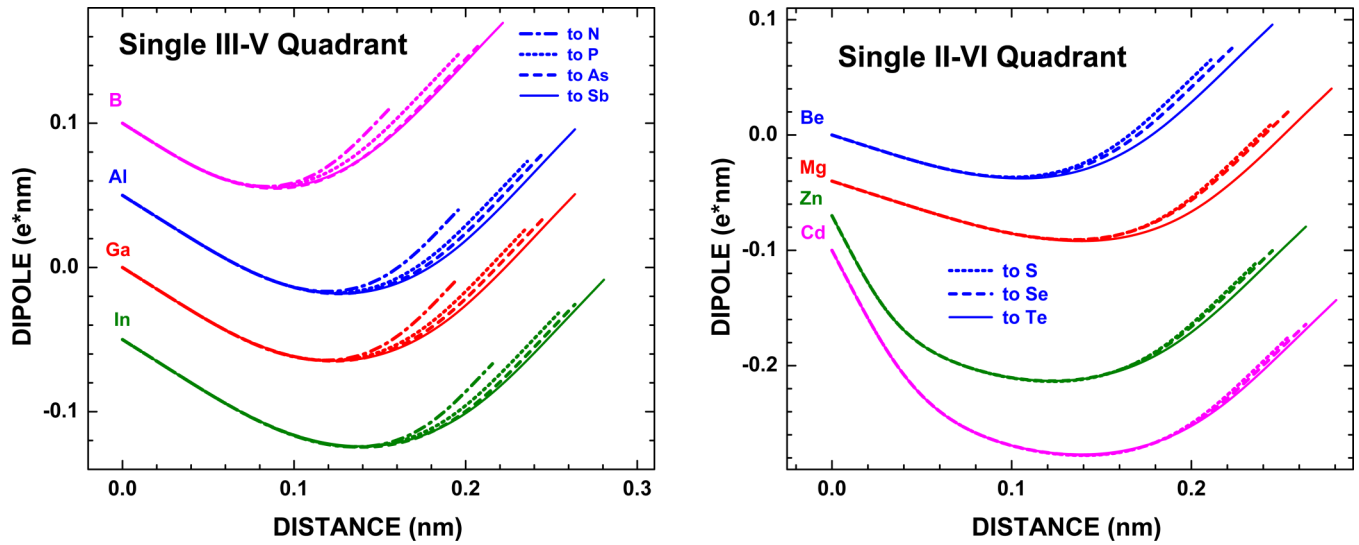 Single III-V Quadrant
to N
to P
to As
to Sb
B
Al
Ga
In
0.1
0.0
-0.1
DIPOLE (e*nm)
0.0
0.1
0.2
0.3
DISTANCE (nm)
Single II-VI Quadrant
Be
Mg
Zn
Cd
to S
to Se
to Te
0.1
0.0
-0.1
-0.2
DIPOLE (e*nm)
0.0
0.2
DISTANCE (nm)